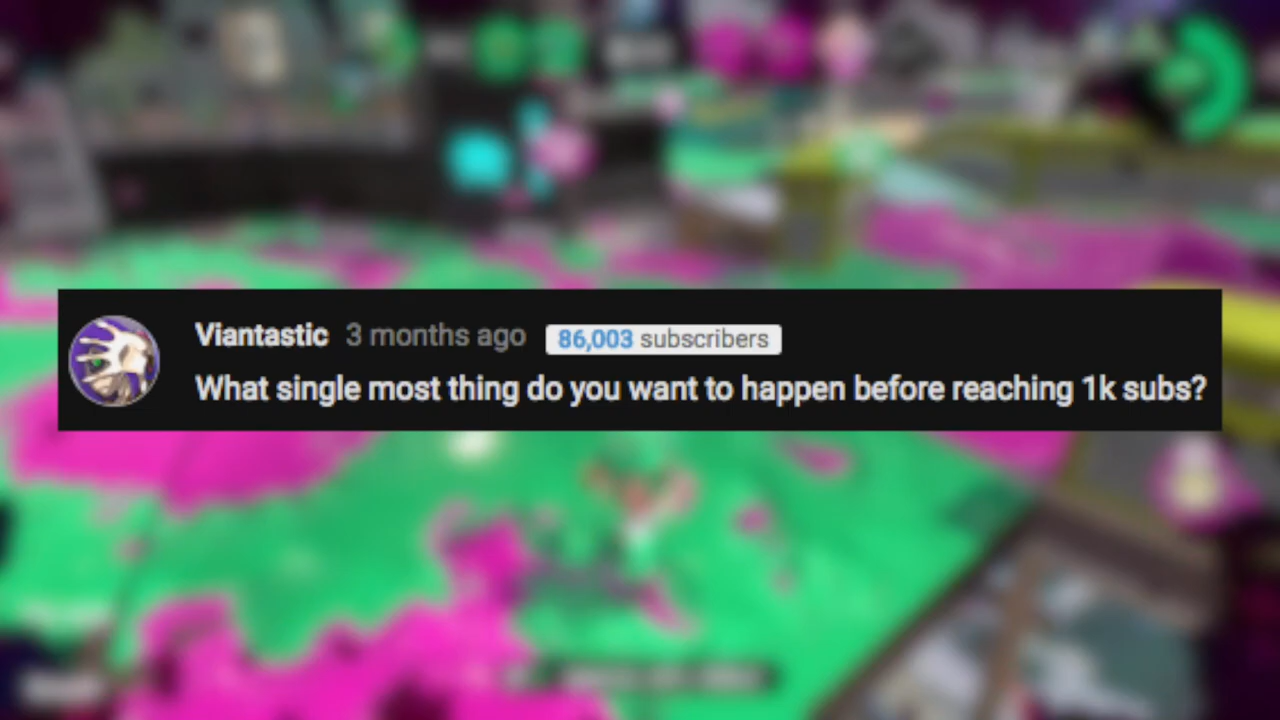 Viantastic 3 months ago 86,003 subscribers
What single most thing do you want to happen before reaching 1k subs?